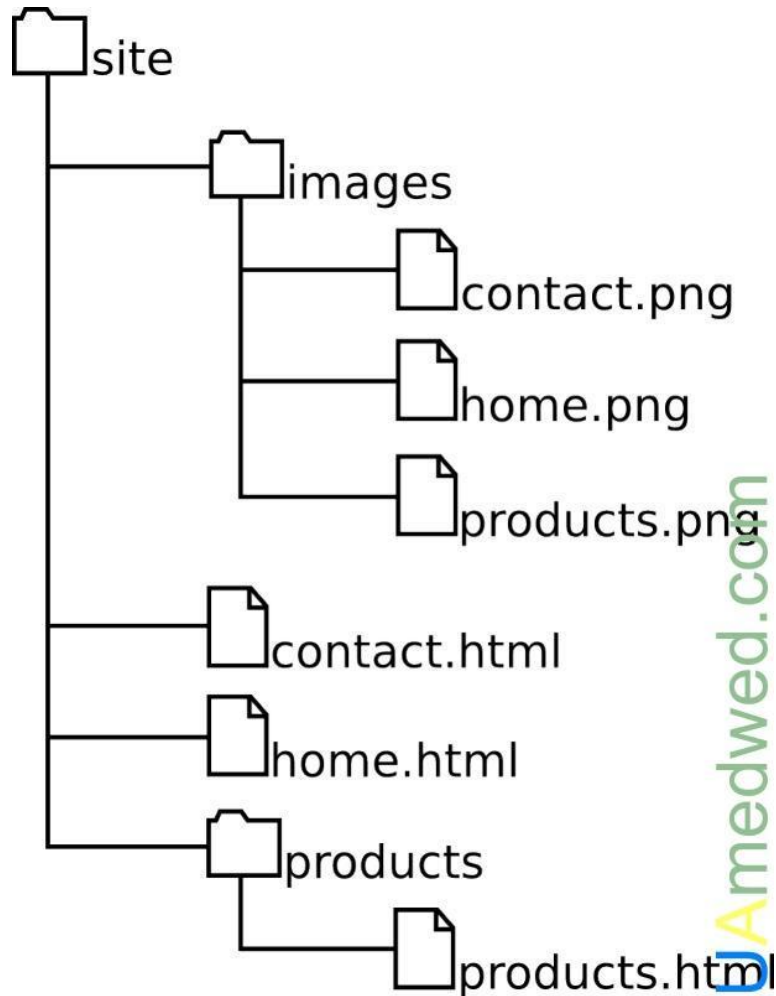 site
images
contact.png
home.png
products.png
contact.html
home.html
products
products.html
UAmedwed.com